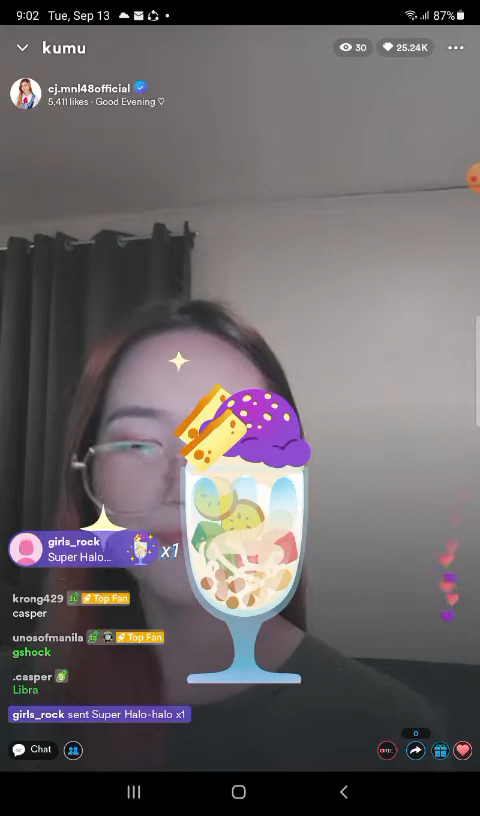 9:02 Tue, Sep 13 87%
kumu 30 25.24K
cj.mnl48official
5,411 likes · Good Evening ♡
girls_rock
Super Halo... x1
krong429 Top Fan
casper
unosofmanila Top Fan
gshock
.casper
Libra
girls_rock sent Super Halo-halo x1
0
Chat